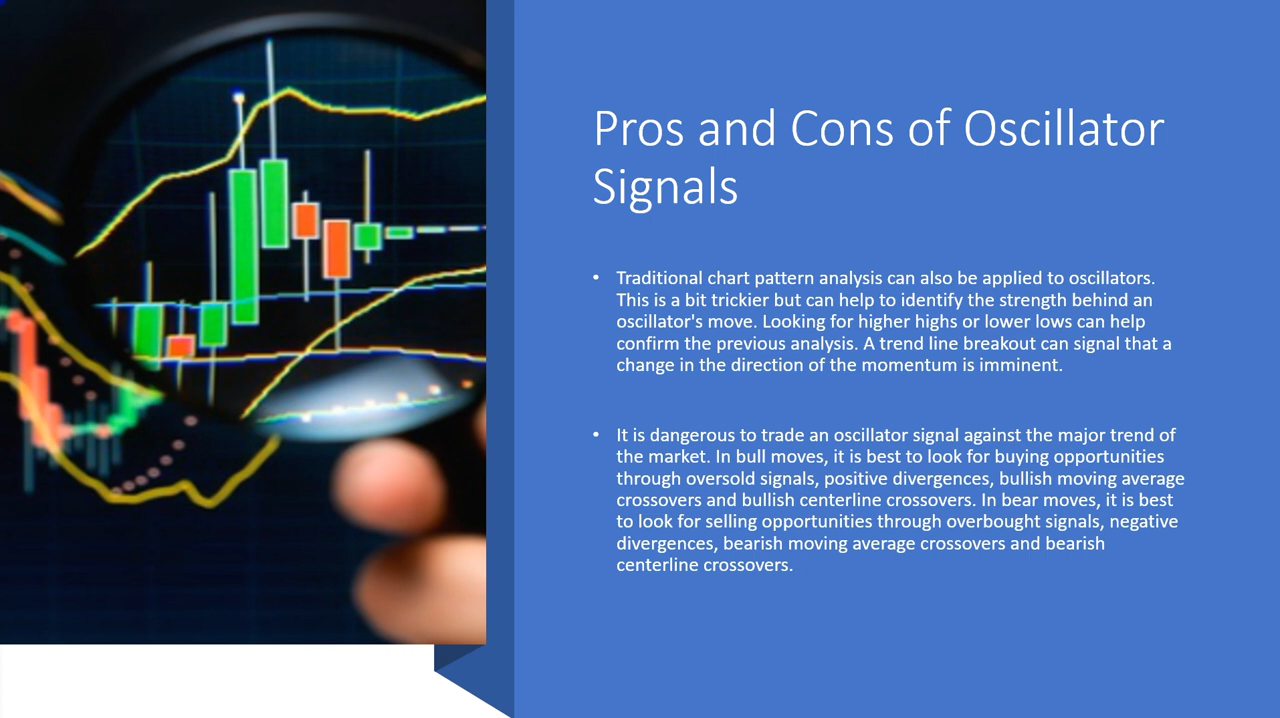 Pros and Cons of Oscillator
Signals
• Traditional chart pattern analysis can also be applied to oscillators.
This is a bit trickier but can help to identify the strength behind an
oscillator's move. Looking for higher highs or lower lows can help
confirm the previous analysis. A trend line breakout can signal that a
change in the direction of the momentum is imminent.
• It is dangerous to trade an oscillator signal against the major trend of
the market. In bull moves, it is best to look for buying opportunities
through oversold signals, positive divergences, bullish moving average
crossovers and bullish centerline crossovers. In bear moves, it is best
to look for selling opportunities through overbought signals, negative
divergences, bearish moving average crossovers and bearish
centerline crossovers.